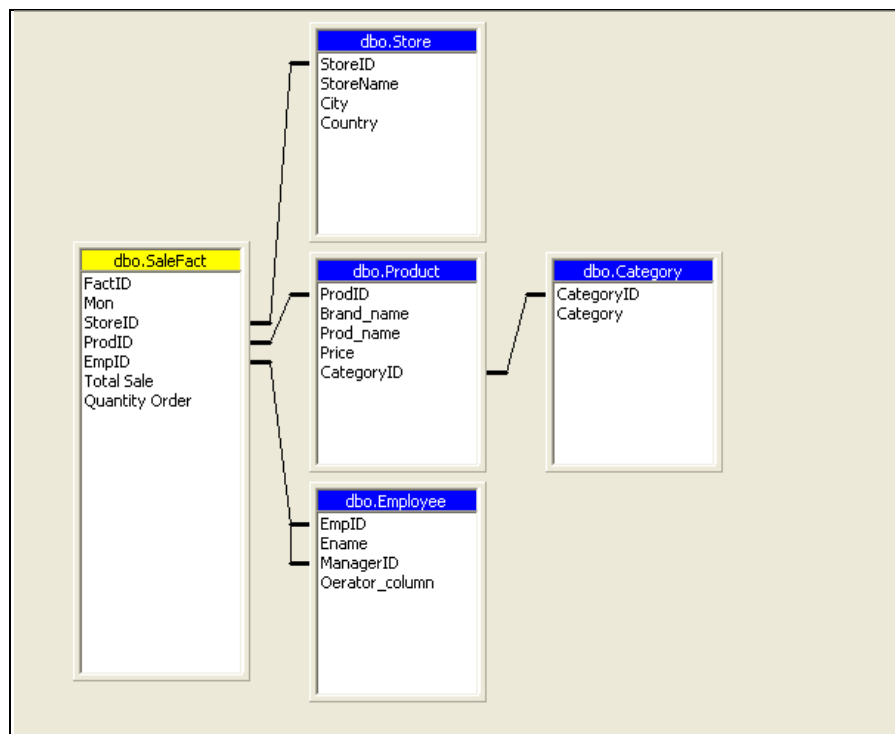 dbo.Store
StoreID
StoreName
City
Country
dbo.SaleFact
FactID
Mon
StoreID
ProdID
EmpID
Total Sale
Quantity Order
dbo.Product
ProdID
Brand_name
Prod_name
Price
CategoryID
dbo.Category
CategoryID
Category
dbo.Employee
EmpID
Ename
ManagerID
Oerator_column